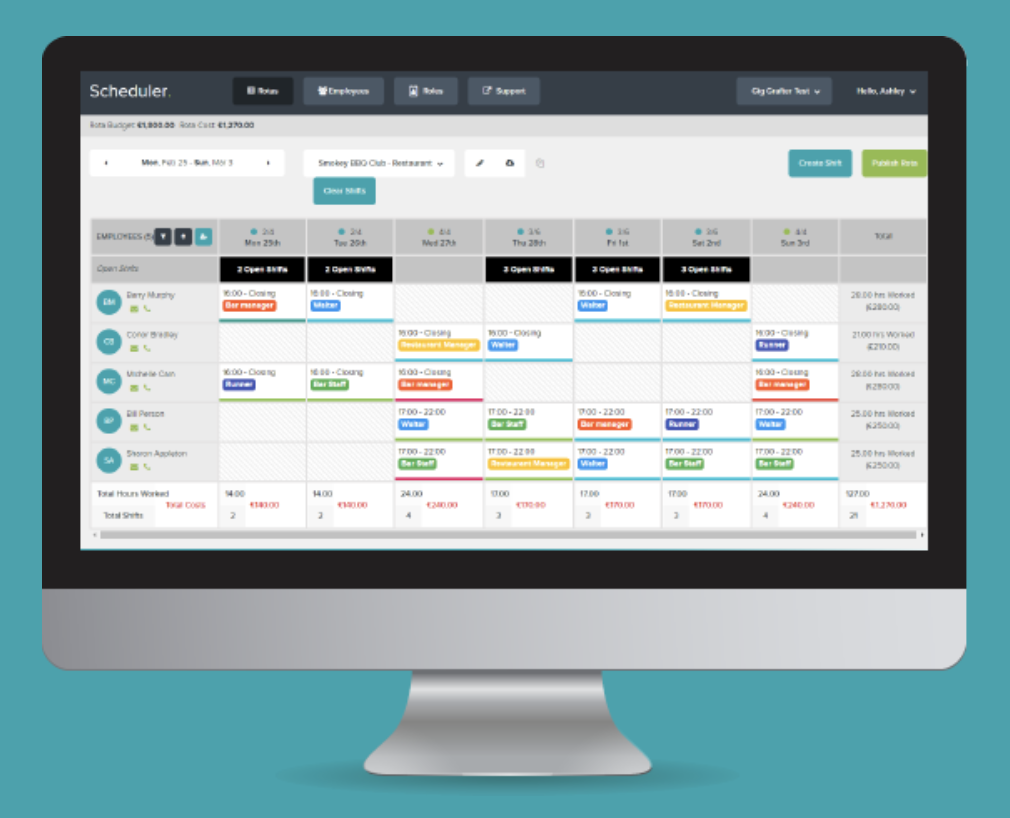 Scheduler.
Rotas
Employees
Roles
Support
Gig Grafter Test
Hello, Ashley
Rota Budget €1,800.00 Rota Cost €1,270.00
Mon, Feb 25 - Sun, Mar 3
Smokey BBQ Club - Restaurant
Create Shift
Publish Rota
Clear Shifts
EMPLOYEES (5)
2/4 2/4 4/4 3/6 3/6 3/6 4/4
Mon 25th Tue 26th Wed 27th Thu 28th Fri 1st Sat 2nd Sun 3rd Total
Open Shifts 2 Open Shifts 2 Open Shifts 3 Open Shifts 3 Open Shifts 3 Open Shifts
BM Barry Murphy 16:00 - Closing 16:00 - Closing 16:00 - Closing 16:00 - Closing 28.00 hrs Worked
Bar manager Waiter Waiter Restaurant Manager (€280.00)
CB Conor Bradley 16:00 - Closing 16:00 - Closing 16:00 - Closing 21.00 hrs Worked
Restaurant Manager Waiter Runner (€210.00)
MC Michelle Cain 16:00 - Closing 16:00 - Closing 16:00 - Closing 16:00 - Closing 28.00 hrs Worked
Runner Bar Staff Bar manager Bar manager (€280.00)
BP Bill Person 17:00 - 22:00 17:00 - 22:00 17:00 - 22:00 17:00 - 22:00 17:00 - 22:00 25.00 hrs Worked
Waiter Bar Staff Bar manager Runner Waiter (€250.00)
SA Sharon Appleton 17:00 - 22:00 17:00 - 22:00 17:00 - 22:00 17:00 - 22:00 17:00 - 22:00 25.00 hrs Worked
Bar Staff Restaurant Manager Waiter Bar Staff Bar Staff (€250.00)
Total Hours Worked 14.00 14.00 24.00 17.00 17.00 17.00 24.00 127.00
Total Costs €140.00 €140.00 €240.00 €170.00 €170.00 €170.00 €240.00 €1,270.00
Total Shifts 2 2 4 3 3 3 4 21